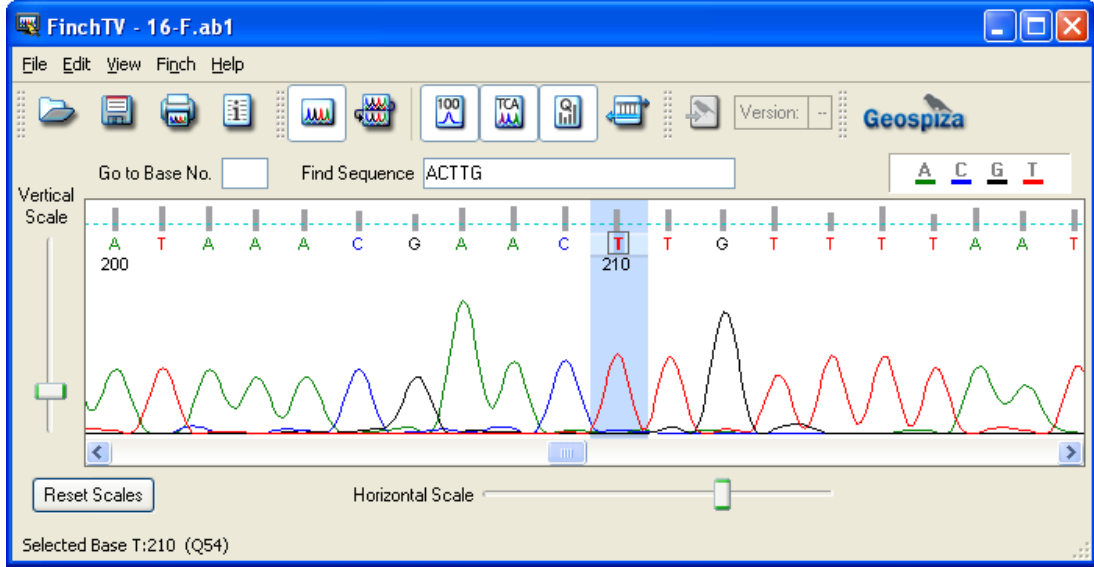 FinchTV - 16-F.ab1
File Edit View Finch Help
100 TCA Q Version: -- Geospiza
Go to Base No. Find Sequence ACTTG A C G T
Vertical
Scale
A T A A A C G A A C T T G T T T T A A T
200 210
Reset Scales Horizontal Scale
Selected Base T:210 (Q54)